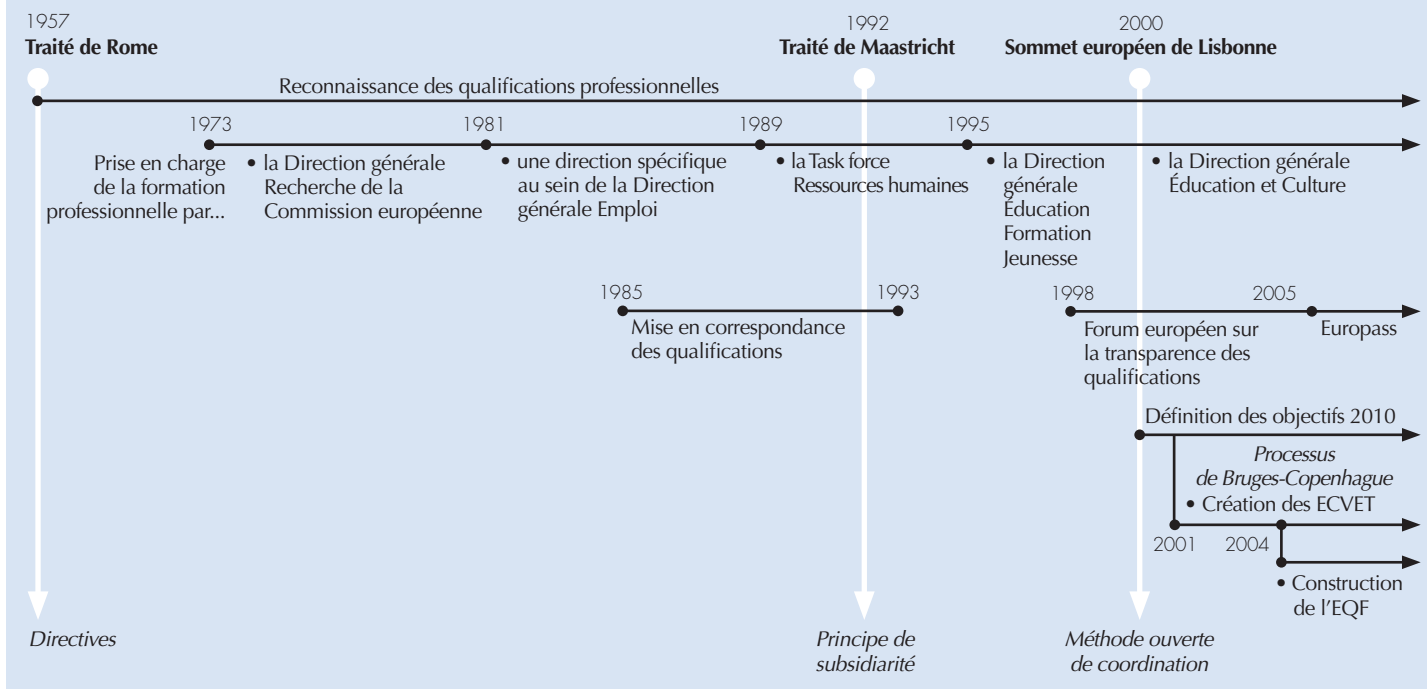 1957
Traité de Rome
1992
Traité de Maastricht
2000
Sommet européen de Lisbonne
Reconnaissance des qualifications professionnelles
1973
1981
1989
1995
Prise en charge
de la formation
professionnelle par...
• la Direction générale
Recherche de la
Commission européenne
• une direction spécifique
au sein de la Direction
générale Emploi
• la Task force
Ressources humaines
• la Direction
générale
Éducation
Formation
Jeunesse
• la Direction générale
Éducation et Culture
1985
1993
Mise en correspondance
des qualifications
1998
2005
Forum européen sur
la transparence des
qualifications
Europass
Définition des objectifs 2010
Processus
de Bruges-Copenhague
• Création des ECVET
2001
2004
• Construction
de l'EQF
Directives
Principe de
subsidiarité
Méthode ouverte
de coordination